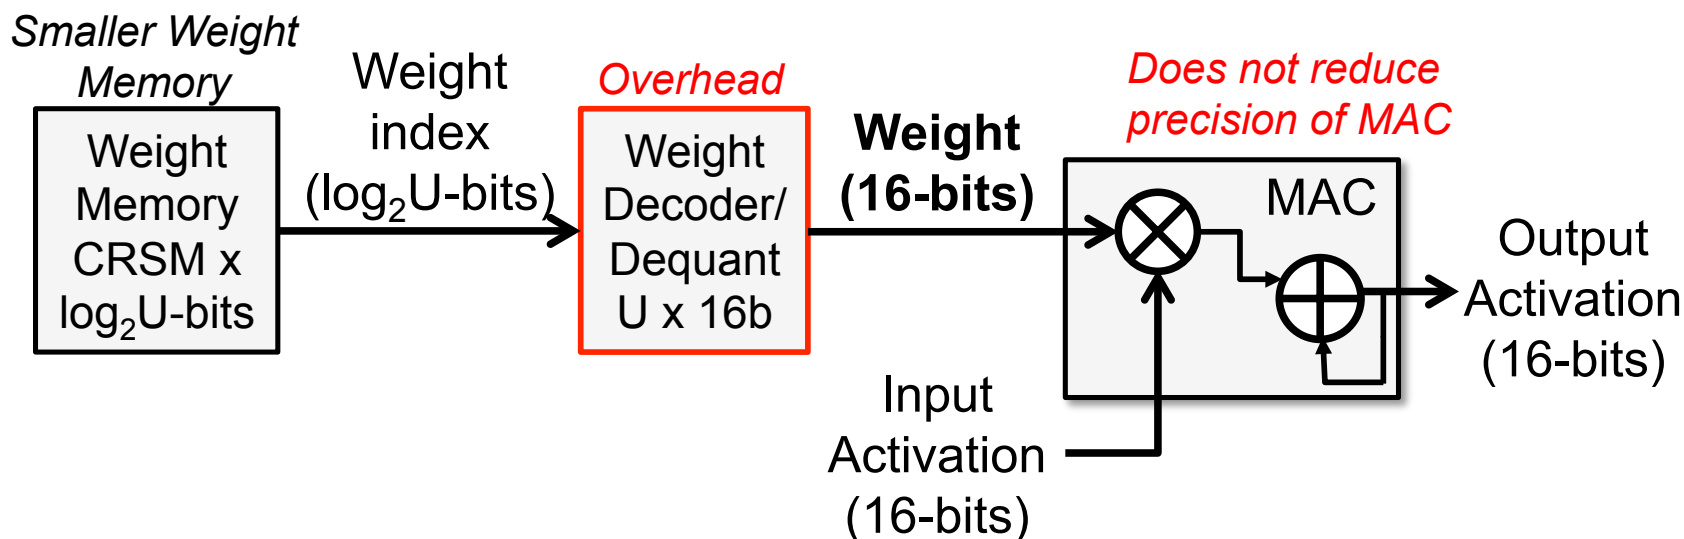 Smaller Weight
Memory
Weight
Memory
CRSM x
log₂U-bits
Weight
index
(log₂U-bits)
Overhead
Weight
Decoder/
Dequant
U x 16b
Weight
(16-bits)
Does not reduce
precision of MAC
MAC
Input
Activation
(16-bits)
Output
Activation
(16-bits)